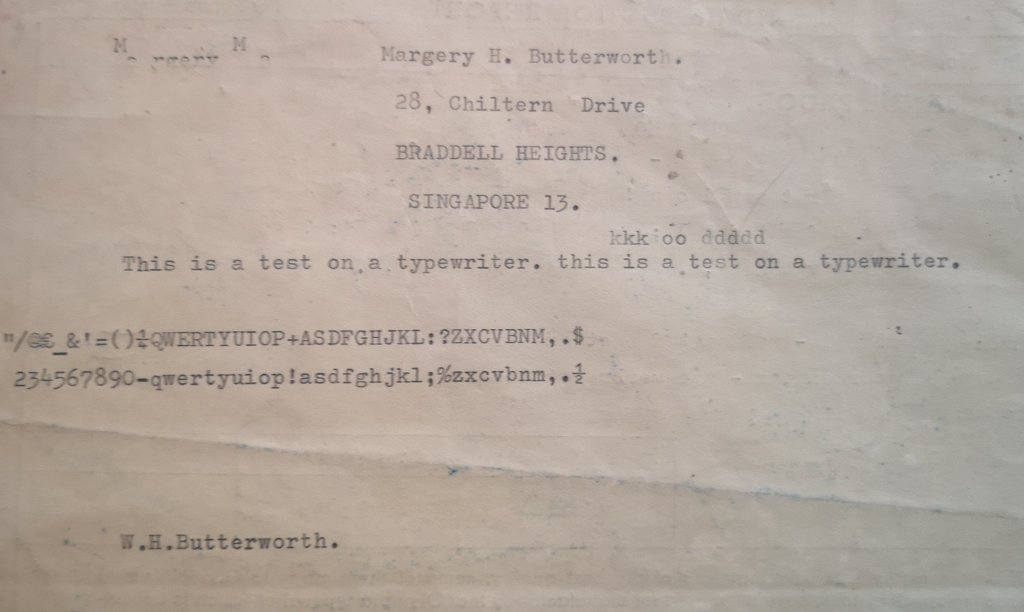 M rgery M Margery H. Butterworth.
28, Chiltern Drive
BRADDELL HEIGHTS.
SINGAPORE 13.
kkk oo ddddd
This is a test on a typewriter. this is a test on a typewriter.
"/@£_&'=()¼QWERTYUIOP+ASDFGHJKL:?ZXCVBNM,.$
234567890-qwertyuiop!asdfghjkl;%zxcvbnm,.½
W.H.Butterworth.